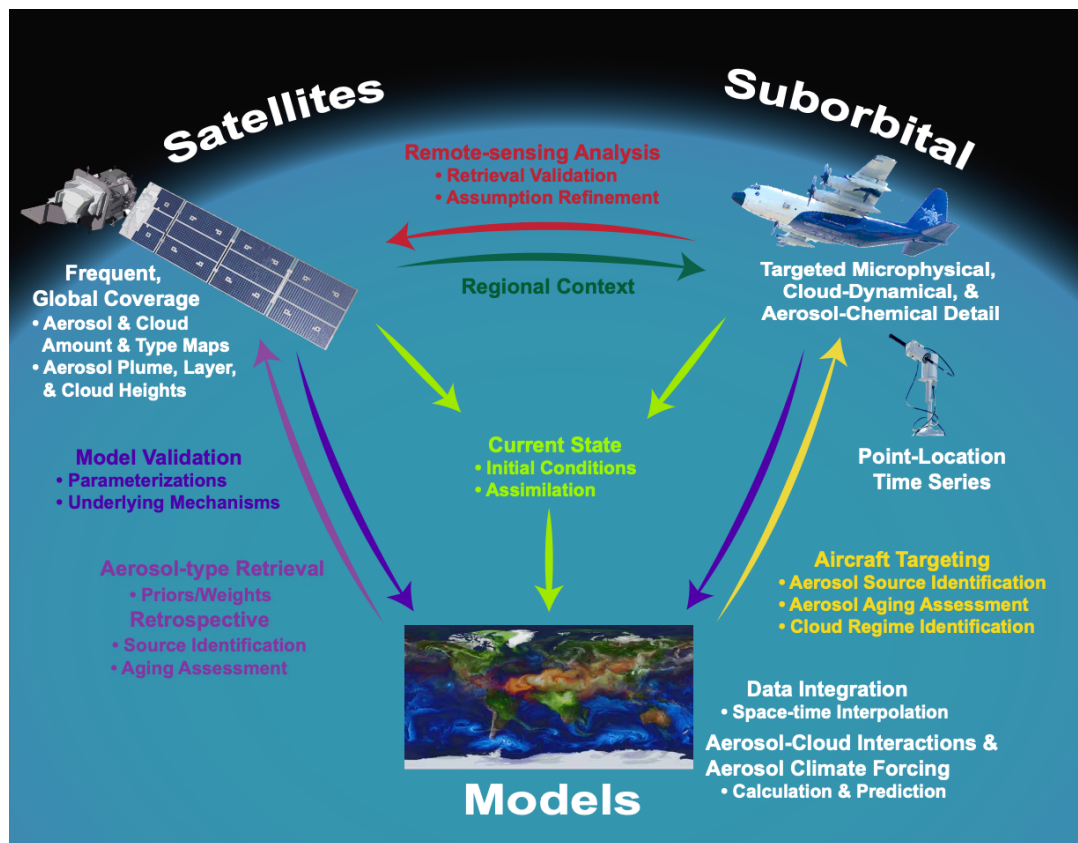 Satellites
Suborbital
Remote-sensing Analysis
• Retrieval Validation
• Assumption Refinement
Regional Context
Frequent,
Global Coverage
• Aerosol & Cloud
Amount & Type Maps
• Aerosol Plume, Layer,
& Cloud Heights
Targeted Microphysical,
Cloud-Dynamical, &
Aerosol-Chemical Detail
Point-Location
Time Series
Current State
• Initial Conditions
• Assimilation
Model Validation
• Parameterizations
• Underlying Mechanisms
Aerosol-type Retrieval
• Priors/Weights
Retrospective
• Source Identification
• Aging Assessment
Aircraft Targeting
• Aerosol Source Identification
• Aerosol Aging Assessment
• Cloud Regime Identification
Data Integration
• Space-time Interpolation
Aerosol-Cloud Interactions &
Aerosol Climate Forcing
• Calculation & Prediction
Models